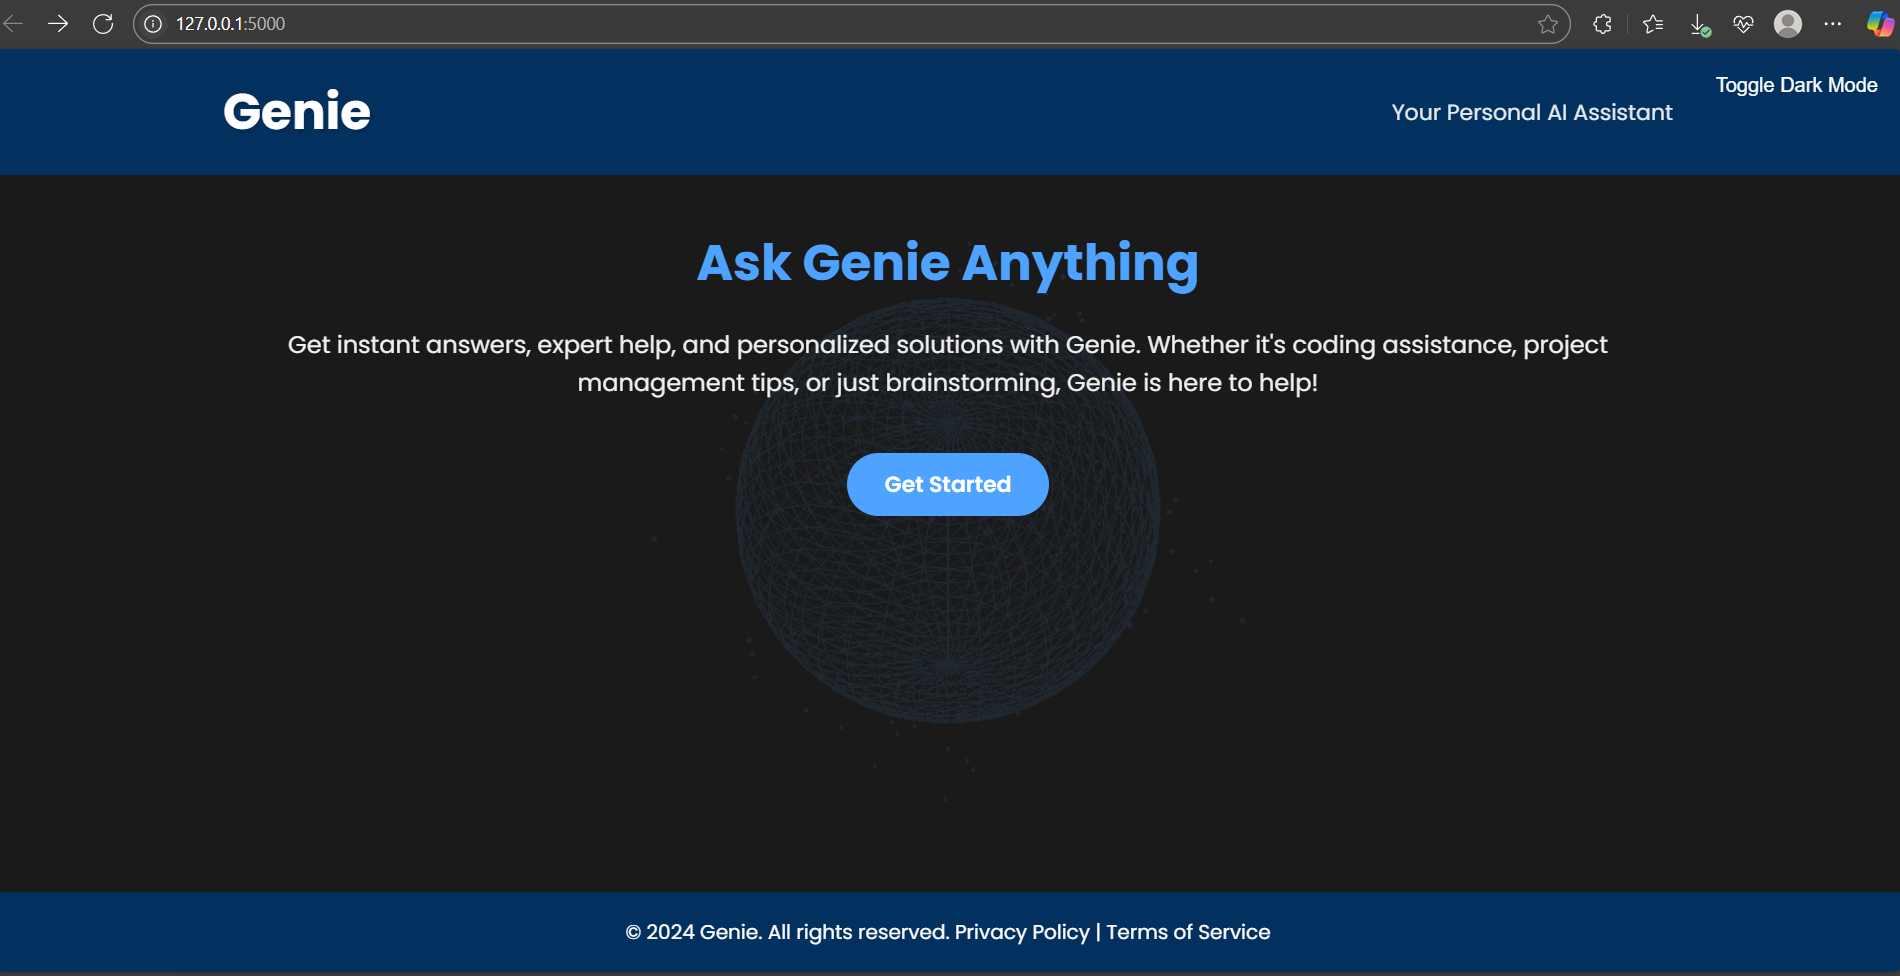 127.0.0.1:5000
Genie
Your Personal AI Assistant
Toggle Dark Mode
Ask Genie Anything
Get instant answers, expert help, and personalized solutions with Genie. Whether it's coding assistance, project
management tips, or just brainstorming, Genie is here to help!
Get Started
© 2024 Genie. All rights reserved. Privacy Policy | Terms of Service